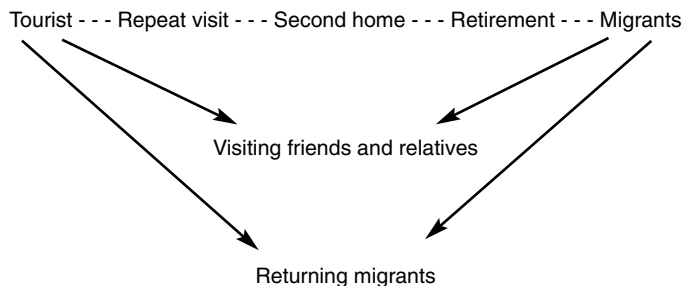 Tourist - - - Repeat visit - - - Second home - - - Retirement - - - Migrants
Visiting friends and relatives
Returning migrants